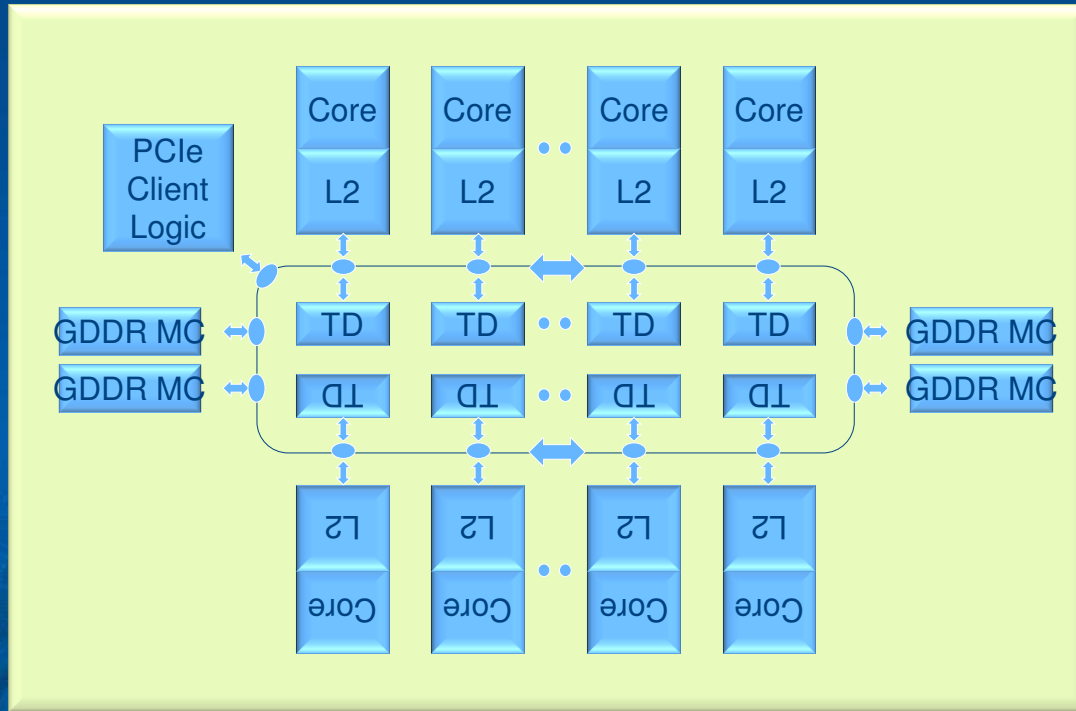 Core Core Core Core
PCIe
Client
Logic
L2 L2 L2 L2
GDDR MC TD TD TD TD GDDR MC
GDDR MC TD TD TD TD GDDR MC
L2 L2 L2 L2
Core Core Core Core